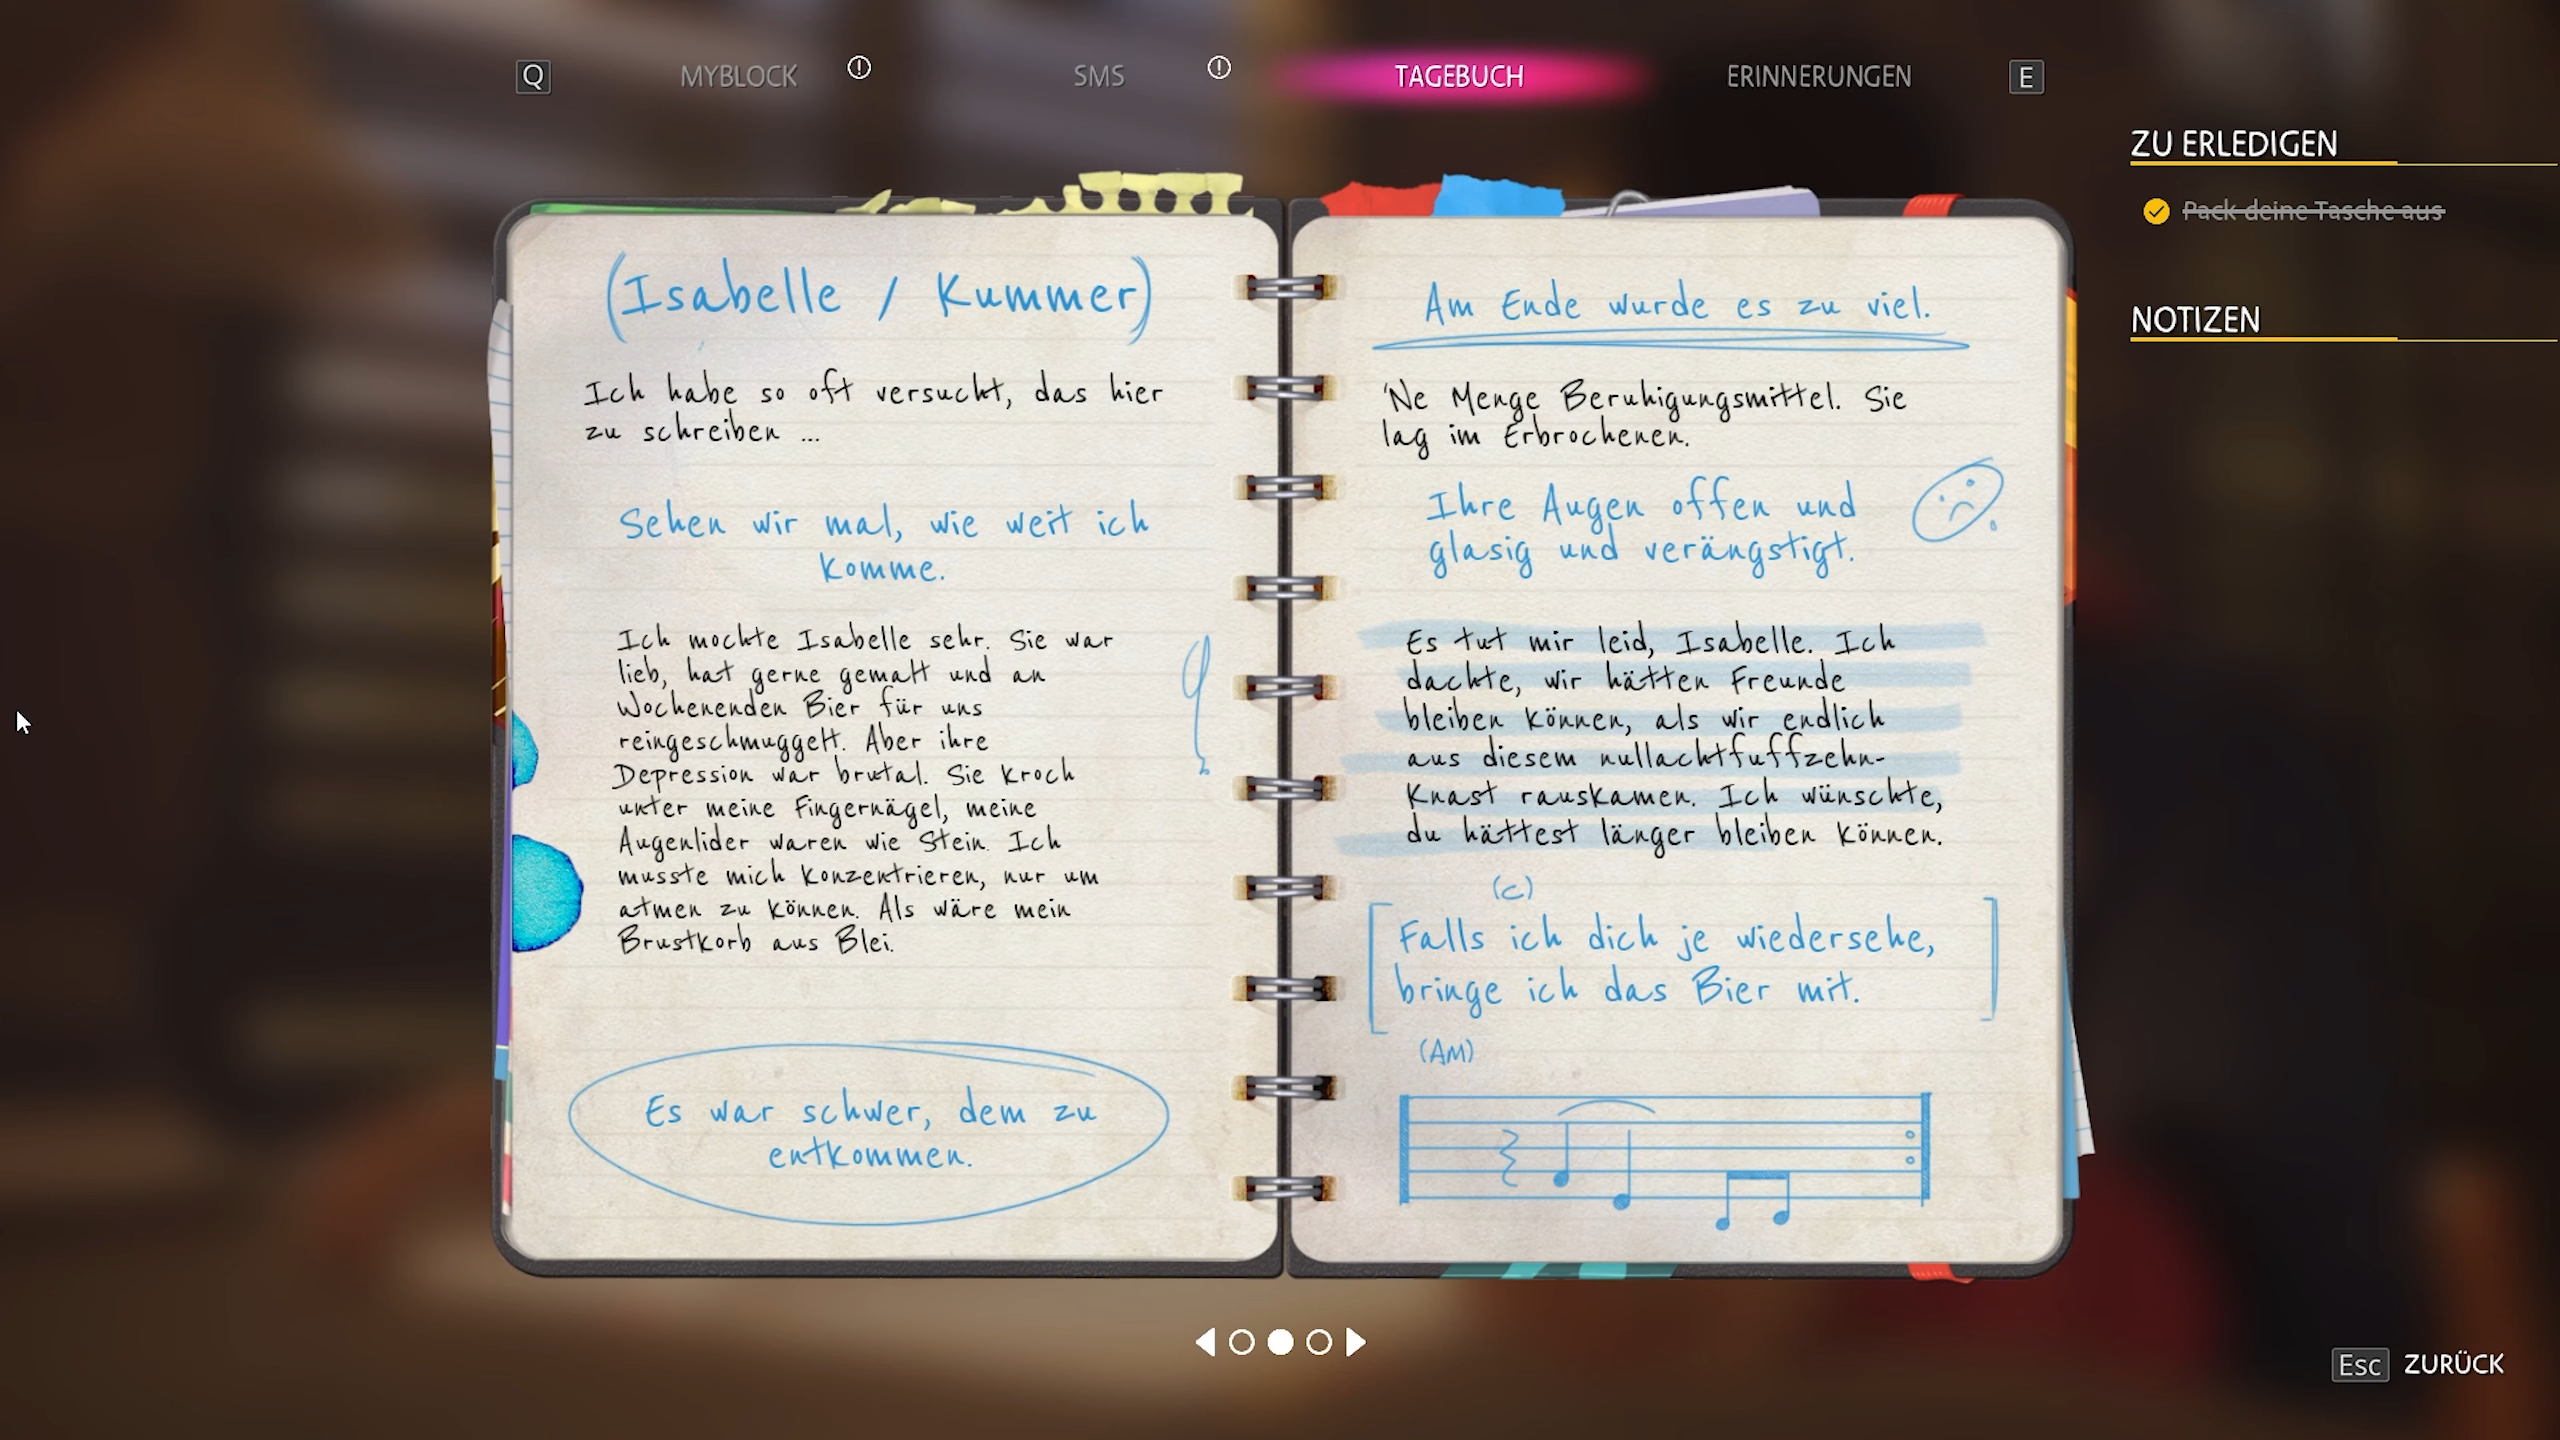 Q
MYBLOCK
SMS
TAGEBUCH
ERINNERUNGEN
E
ZU ERLEDIGEN
Pack deine Tasche aus
NOTIZEN
(Isabelle / Kummer)
Ich habe so oft versucht, das hier
zu schreiben ...
Sehen wir mal, wie weit ich
komme.
Ich mochte Isabelle sehr. Sie war
lieb, hat gerne gemalt und an
Wochenenden Bier für uns
reingeschmuggelt. Aber ihre
Depression war brutal. Sie kroch
unter meine Fingernägel, meine
Augenlider waren wie Stein. Ich
musste mich konzentrieren, nur um
atmen zu können. Als wäre mein
Brustkorb aus Blei.
Es war schwer, dem zu
entkommen.
Am Ende wurde es zu viel.
'Ne Menge Beruhigungsmittel. Sie
lag im Erbrochenen.
Ihre Augen offen und
glasig und verängstigt.
Es tut mir leid, Isabelle. Ich
dachte, wir hätten Freunde
bleiben können, als wir endlich
aus diesem nullachtfuffzehn-
Knast rauskamen. Ich wünschte,
du hättest länger bleiben können.
(C)
[Falls ich dich je wiedersehe,
bringe ich das Bier mit.]
(AM)
Esc ZURÜCK